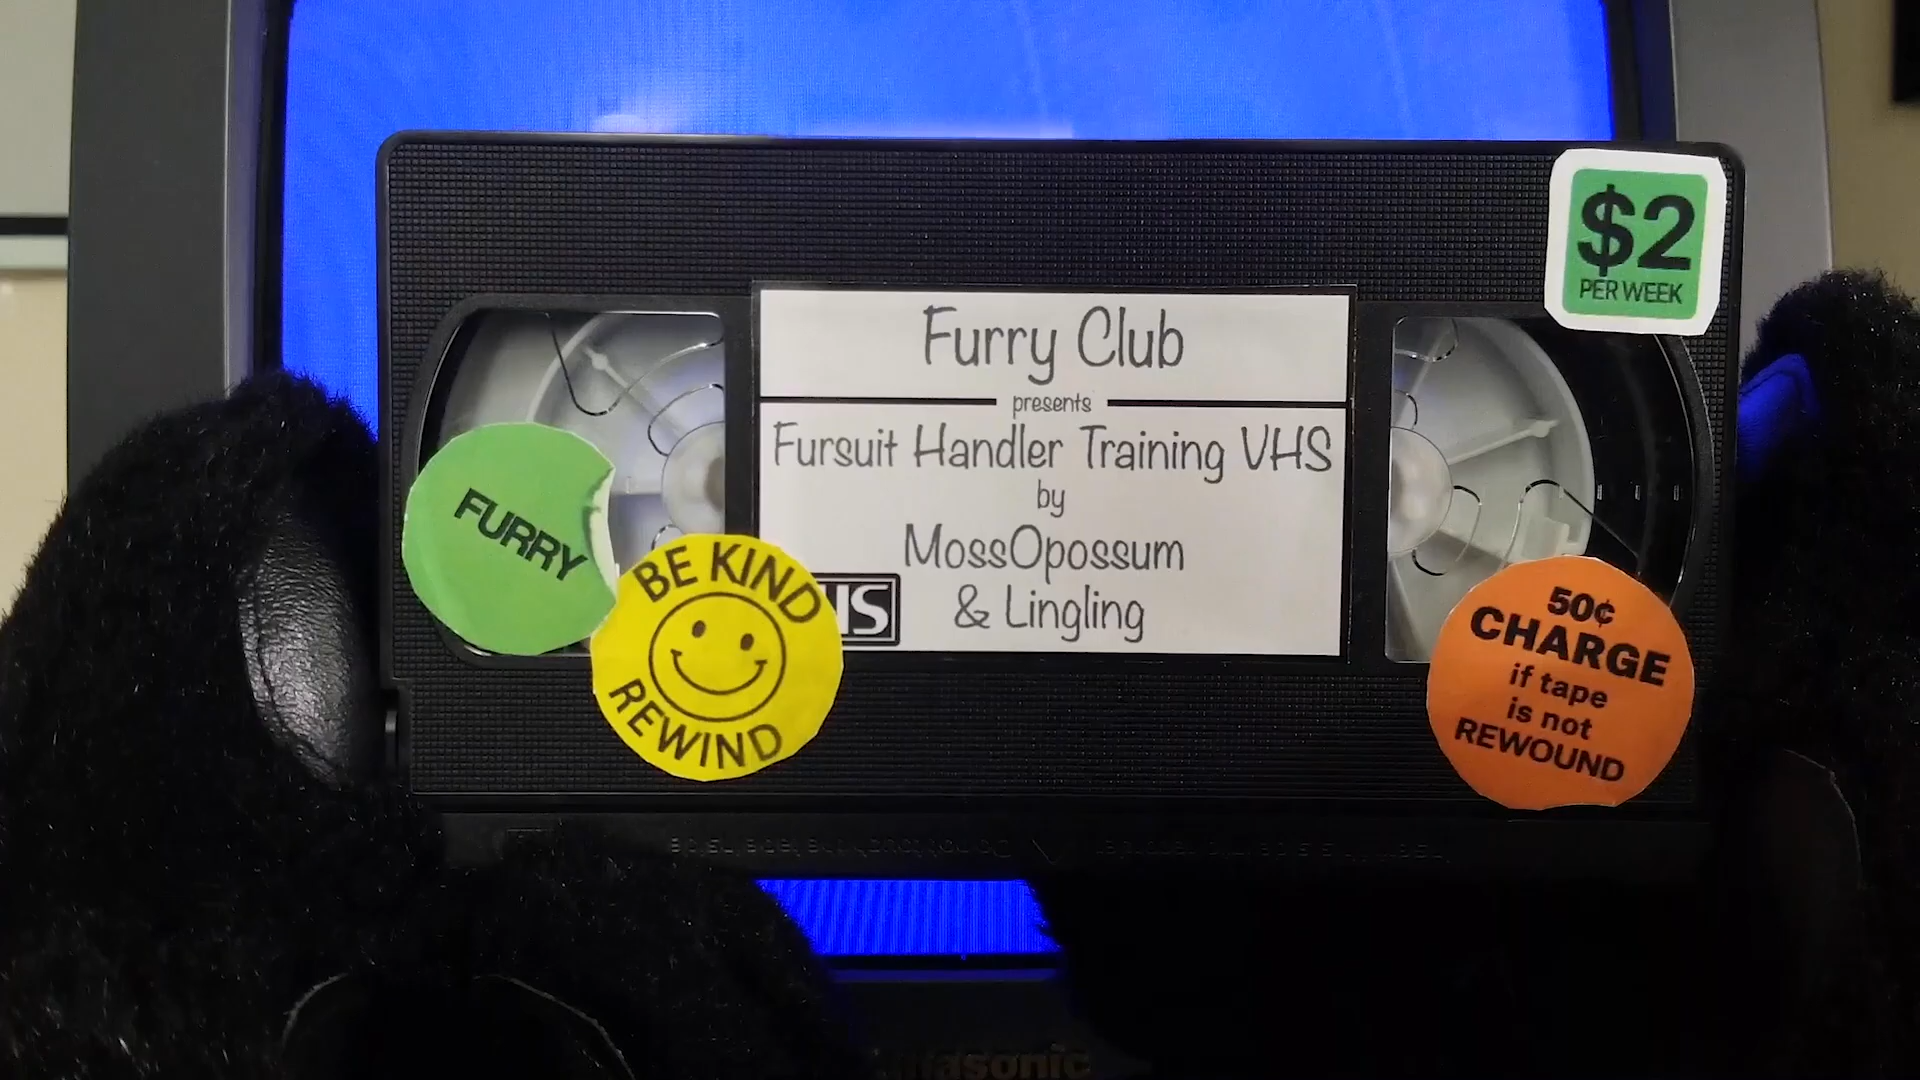 $2
PER WEEK
Furry Club
presents
Fursuit Handler Training VHS
by
MossOpossum
& Lingling
FURRY
BE KIND
REWIND
50¢
CHARGE
if tape
is not
REWOUND